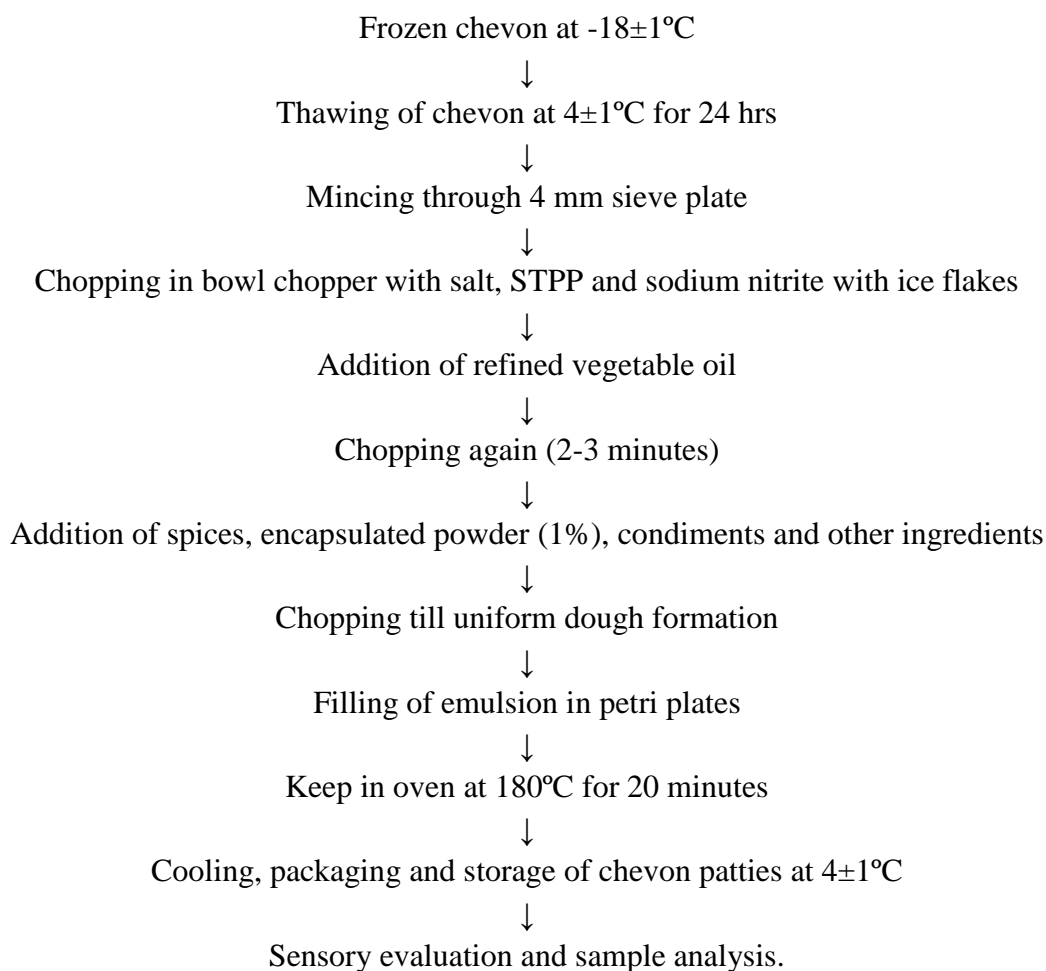 Frozen chevon at -18±1ºC
↓
Thawing of chevon at 4±1ºC for 24 hrs
↓
Mincing through 4 mm sieve plate
↓
Chopping in bowl chopper with salt, STPP and sodium nitrite with ice flakes
↓
Addition of refined vegetable oil
↓
Chopping again (2-3 minutes)
↓
Addition of spices, encapsulated powder (1%), condiments and other ingredients
↓
Chopping till uniform dough formation
↓
Filling of emulsion in petri plates
↓
Keep in oven at 180ºC for 20 minutes
↓
Cooling, packaging and storage of chevon patties at 4±1ºC
↓
Sensory evaluation and sample analysis.